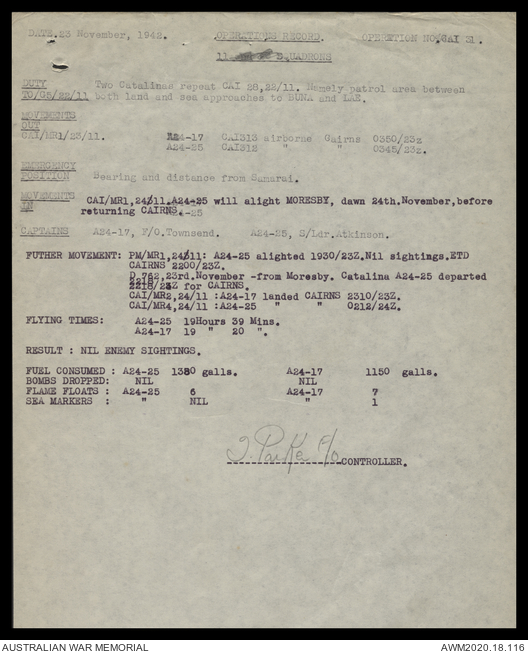 DATE.23 November, 1942. OPERATIONS RECORD. OPERTION NO.CAI 31.
11 SQUADRONS
DUTY Two Catalinas repeat CAI 28,22/11. Namely patrol area between
TO/G5/22/11 both land and sea approaches to BUNA and LAE.
MOVEMENTS
OUT
CAI/MR1/23/11. A24-17 CAI313 airborne Cairns 0350/23Z
A24-25 CAI312 " " 0345/23Z
EMERGENCY
POSITION Bearing and distance from Samarai.
MOVEMENTS CAI/MR1,24/11.A24-25 will alight MORESBY, dawn 24th.November,before
IN returning CAIRNS.-25
CAPTAINS A24-17, F/O.Townsend. A24-25, S/Ldr.Atkinson.
FUTHER MOVEMENT: PM/MR1,24/11: A24-25 alighted 1930/23Z.Nil sightings.ETD
CAIRNS 2200/23Z.
D.762,23rd.November -from Moresby. Catalina A24-25 departed
2218/23Z for CAIRNS.
CAI/MR2,24/11 :A24-17 landed CAIRNS 2310/23Z.
CAI/MR4,24/11 :A24-25 " " 0212/24Z.
FLYING TIMES: A24-25 19Hours 39 Mins.
A24-17 19 " 20 ".
RESULT : NIL ENEMY SIGHTINGS.
FUEL CONSUMED : A24-25 1380 galls. A24-17 1150 galls.
BOMBS DROPPED: NIL NIL
FLAME FLOATS : A24-25 6 A24-17 7
SEA MARKERS : " NIL " 1
Parke F/O
CONTROLLER.
AUSTRALIAN WAR MEMORIAL AWM2020.18.116